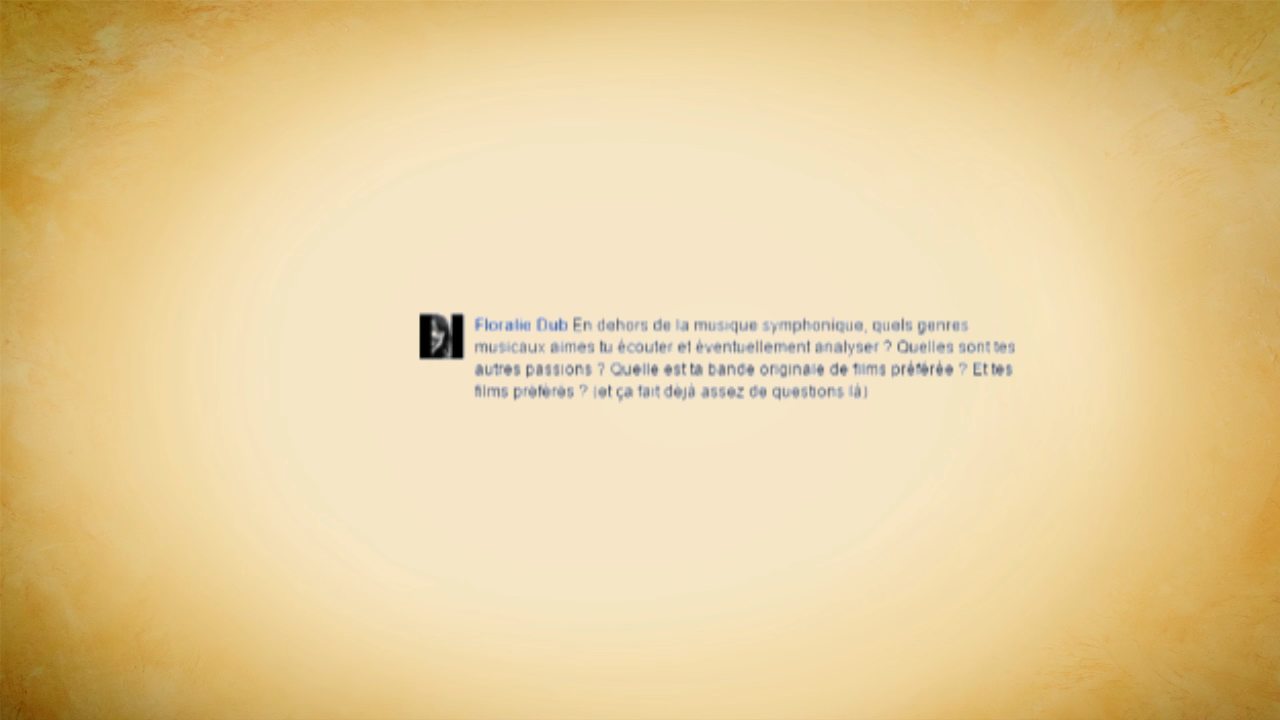 Floralie Dub En dehors de la musique symphonique, quels genres
musicaux aimes tu écouter et éventuellement analyser ? Quelles sont tes
autres passions ? Quelle est ta bande originale de films préférée ? Et tes
films préférés ? (et ça fait déjà assez de questions là)